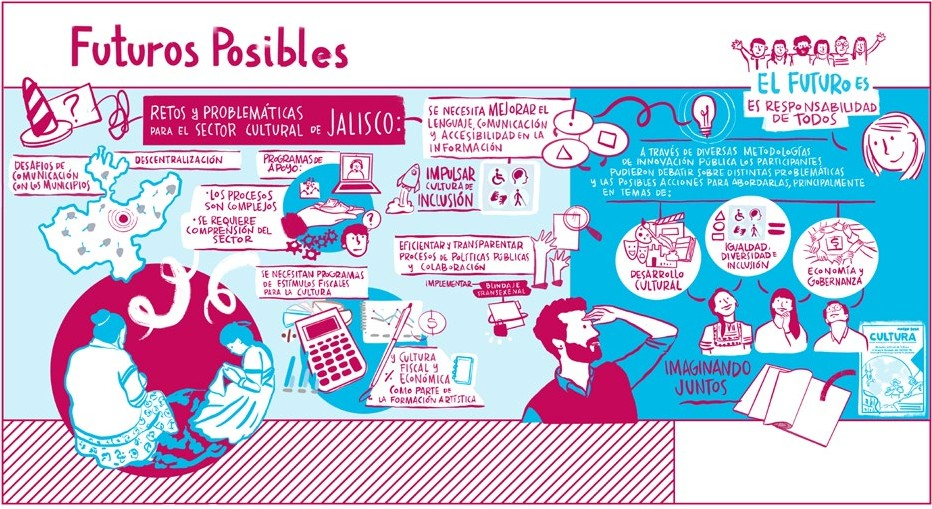 Futuros Posibles
RETOS Y PROBLEMÁTICAS
PARA EL SECTOR CULTURAL DE JALISCO:
DESAFÍOS DE
COMUNICACIÓN
CON LOS MUNICIPIOS
DESCENTRALIZACIÓN
LOS PROCESOS
SON COMPLEJOS
· SE REQUIERE
COMPRENSIÓN DEL
SECTOR
PROGRAMAS DE
APOYO:
?
?
SE NECESITAN PROGRAMAS
DE ESTÍMULOS FISCALES
PARA LA CULTURA
$
%
Y CULTURA
FISCAL Y
ECONÓMICA
COMO PARTE DE
LA FORMACIÓN ARTÍSTICA
SE NECESITA MEJORAR EL
LENGUAJE, COMUNICACIÓN
Y ACCESIBILIDAD EN LA
INFORMACIÓN
IMPULSAR
CULTURA DE
INCLUSIÓN
EFICIENTAR Y TRANSPARENTAR
PROCESOS DE POLÍTICAS PÚBLICAS
Y COLABORACIÓN
IMPLEMENTAR BLINDAJE
TRANSEXENAL
EL FUTURO ES
ES RESPONSABILIDAD
DE TODOS
A TRAVÉS DE DIVERSAS METODOLOGÍAS
DE INNOVACIÓN PÚBLICA LOS PARTICIPANTES
PUDIERON DEBATIR SOBRE DISTINTAS PROBLEMÁTICAS
Y LAS POSIBLES ACCIONES PARA ABORDARLAS, PRINCIPALMENTE
EN TEMAS DE:
DESARROLLO
CULTURAL
IGUALDAD,
DIVERSIDAD E
INCLUSIÓN
$
ECONOMÍA Y
GOBERNANZA
IMAGINANDO
JUNTOS
CULTURA